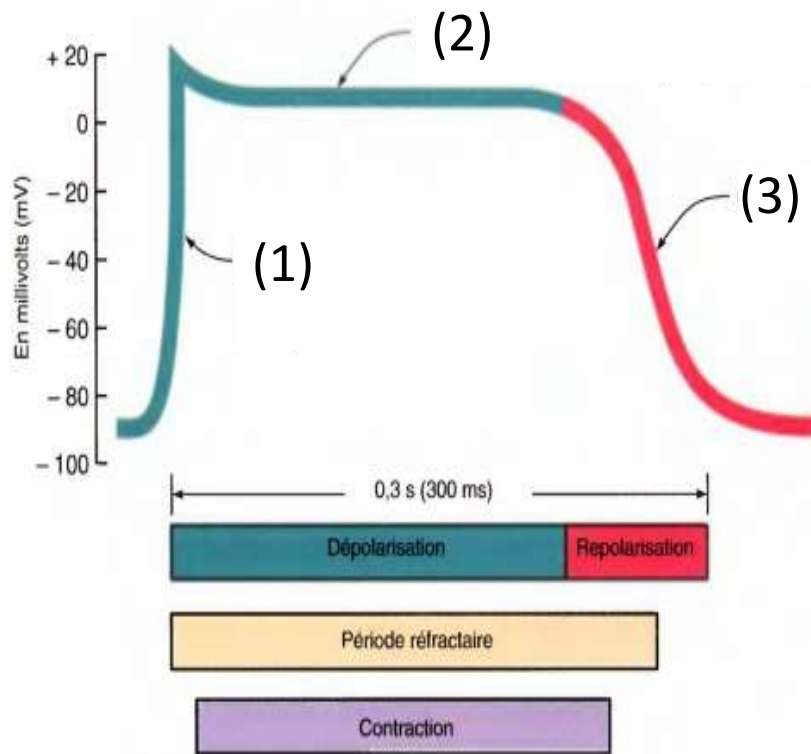 + 20
0
– 20
– 40
– 60
– 80
– 100
En millivolts (mV)
(2)
(3)
(1)
0,3 s (300 ms)
Dépolarisation
Repolarisation
Période réfractaire
Contraction